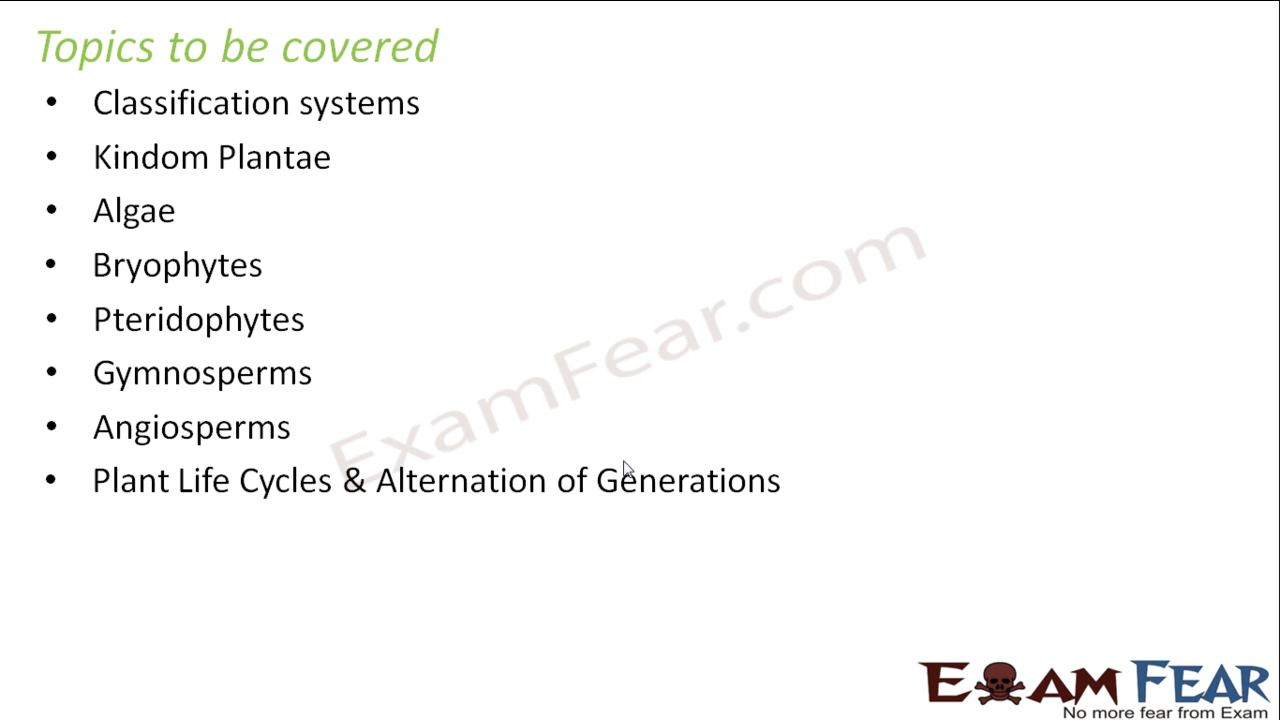 Topics to be covered
• Classification systems
• Kindom Plantae
• Algae
• Bryophytes
• Pteridophytes
• Gymnosperms
• Angiosperms
• Plant Life Cycles & Alternation of Generations
ExamFear.com
EXAM FEAR
No more fear from Exam